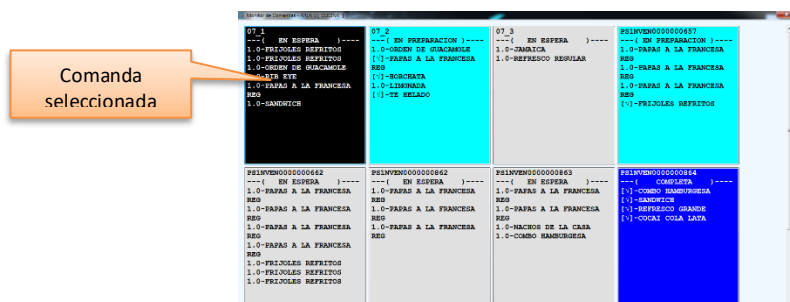 Monitor de Comandas -
Comanda
seleccionada
07_1
---( EN ESPERA )----
1.0-FRIJOLES REFRITOS
1.0-FRIJOLES REFRITOS
1.0-ORDEN DE GUACAMOLE
RIB EYE
1.0-PAPAS A LA FRANCESA
REG
1.0-SANDWICH
07_2
---( EN PREPARACION )----
1.0-ORDEN DE GUACAMOLE
[√]-PAPAS A LA FRANCESA
REG
[√]-HORCHATA
1.0-LIMONADA
[√]-TE HELADO
07_3
---( EN ESPERA )----
1.0-JAMAICA
1.0-REFRESCO REGULAR
PS1NVEN0000000657
---( EN PREPARACION )----
1.0-PAPAS A LA FRANCESA
REG
1.0-PAPAS A LA FRANCESA
REG
1.0-PAPAS A LA FRANCESA
REG
[√]-FRIJOLES REFRITOS
PS1NVEN0000000662
---( EN ESPERA )----
1.0-PAPAS A LA FRANCESA
REG
1.0-PAPAS A LA FRANCESA
REG
1.0-PAPAS A LA FRANCESA
REG
1.0-PAPAS A LA FRANCESA
REG
1.0-FRIJOLES REFRITOS
1.0-FRIJOLES REFRITOS
1.0-FRIJOLES REFRITOS
PS1NVEN0000000862
---( EN ESPERA )----
1.0-PAPAS A LA FRANCESA
REG
1.0-PAPAS A LA FRANCESA
REG
1.0-PAPAS A LA FRANCESA
REG
PS1NVEN0000000863
---( EN ESPERA )----
1.0-PAPAS A LA FRANCESA
REG
1.0-PAPAS A LA FRANCESA
REG
1.0-NACHOS DE LA CASA
1.0-COMBO HAMBURGESA
PS1NVEN0000000864
---( COMPLETA )----
[√]-COMBO HAMBURGESA
[√]-SANDWICH
[√]-REFRESCO GRANDE
[√]-COCAI COLA LATA